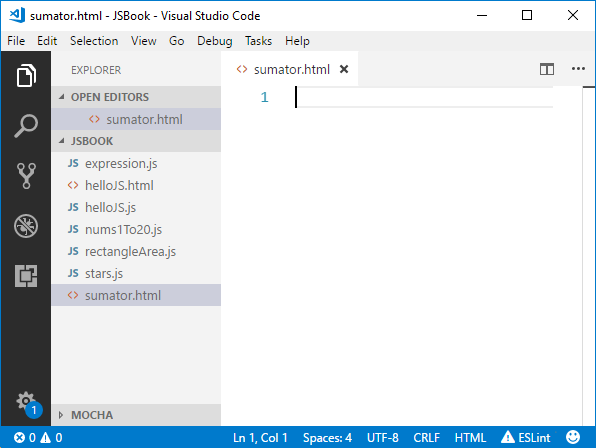 sumator.html - JSBook - Visual Studio Code
File Edit Selection View Go Debug Tasks Help
EXPLORER
OPEN EDITORS
sumator.html
JSBOOK
JS expression.js
<> helloJS.html
JS helloJS.js
JS nums1To20.js
JS rectangleArea.js
JS stars.js
<> sumator.html
MOCHA
<> sumator.html ×
1
1
0 0 Ln 1, Col 1 Spaces: 4 UTF-8 CRLF HTML ESLint